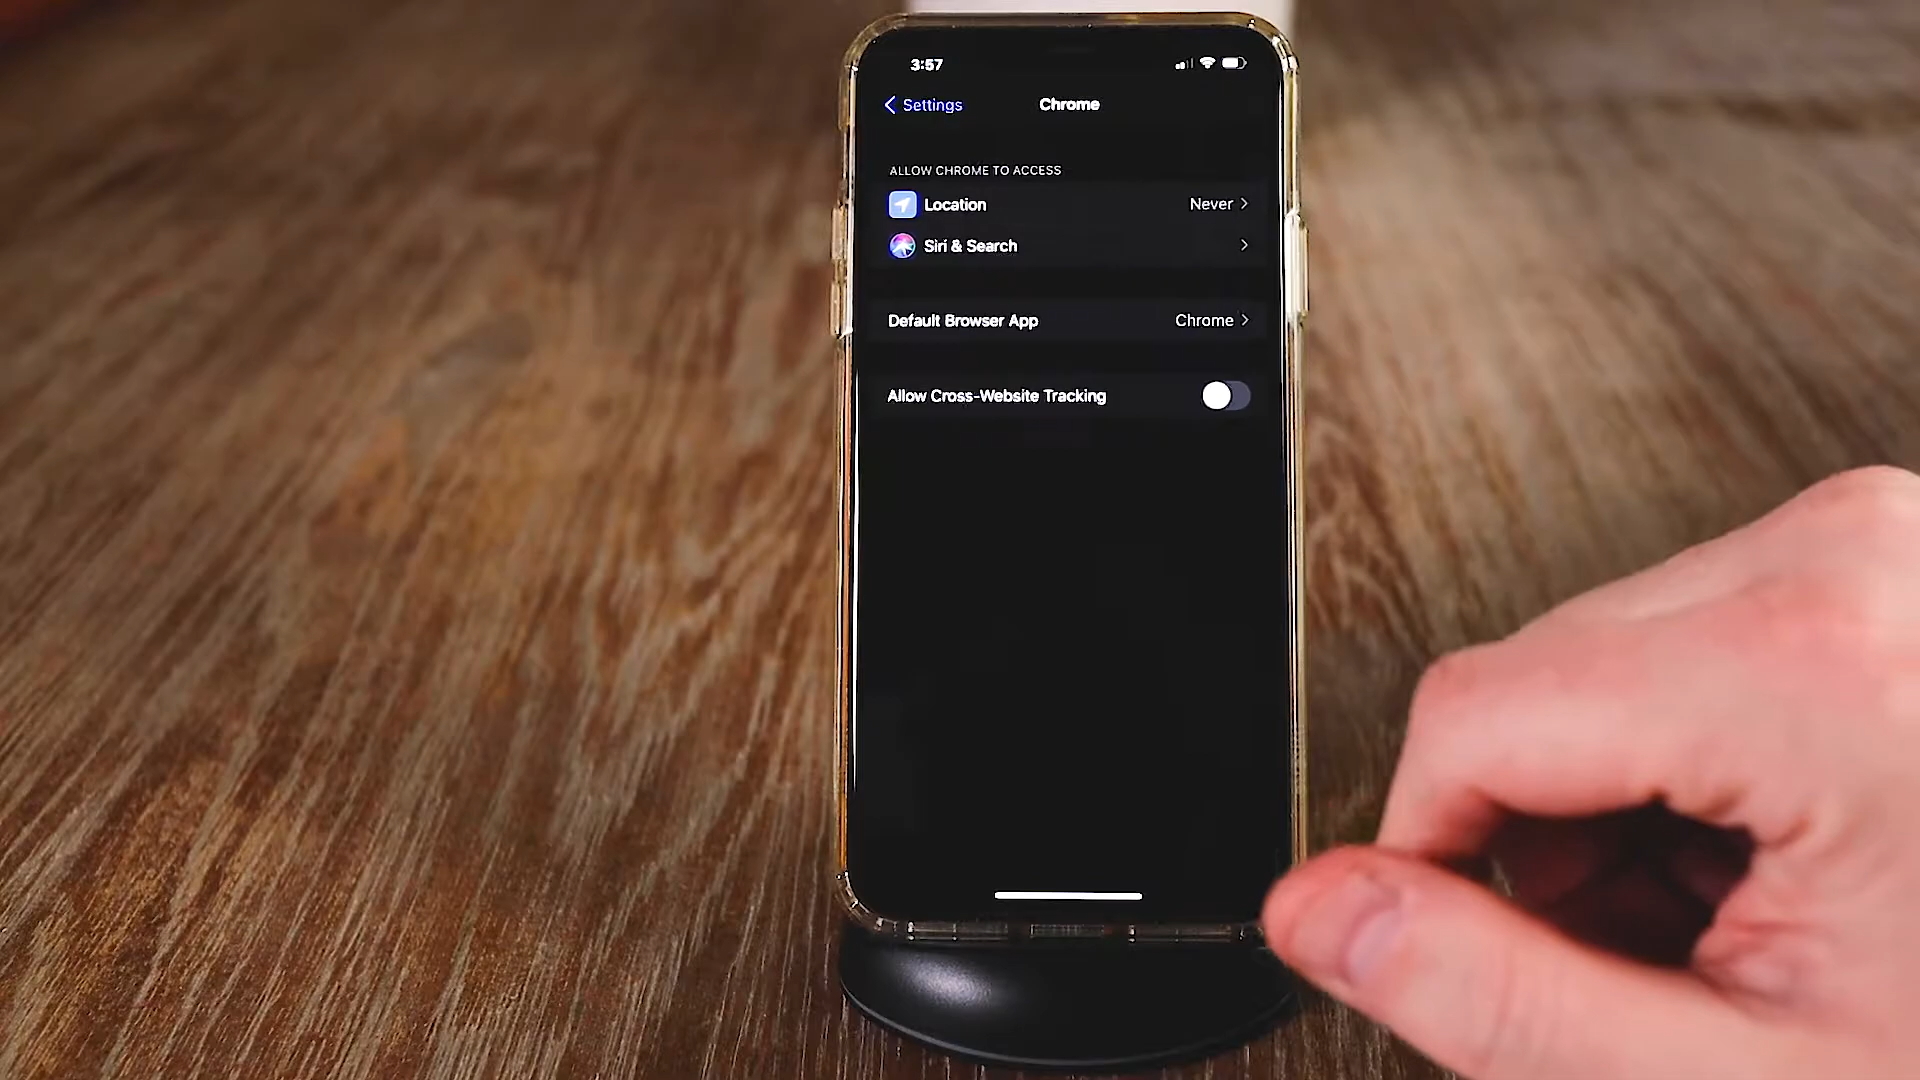 3:57
Settings
Chrome
ALLOW CHROME TO ACCESS
Location Never
Siri & Search
Default Browser App Chrome
Allow Cross-Website Tracking